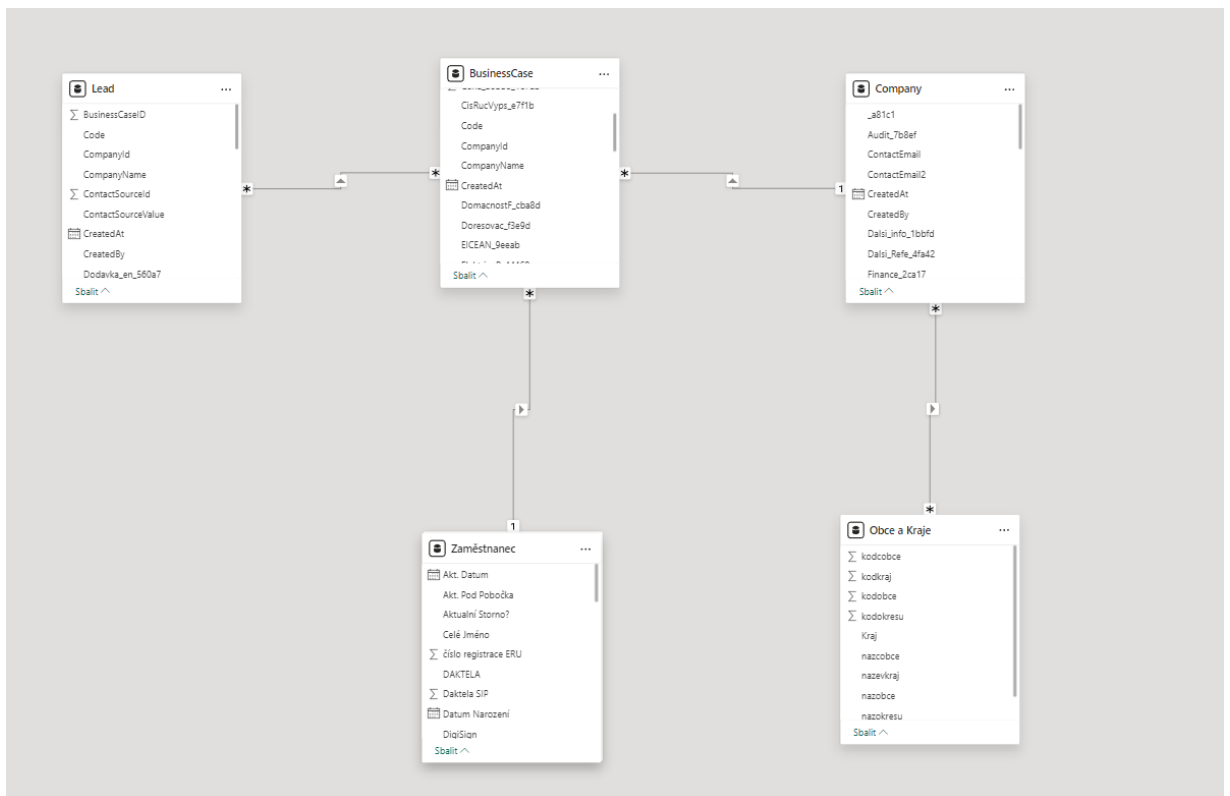 Lead
Σ BusinessCaseID
Code
CompanyId
CompanyName
Σ ContactSourceId
ContactSourceValue
CreatedAt
CreatedBy
Dodavka_en_560a7
Sbalit
BusinessCase
CisRucVyps_e7f1b
Code
CompanyId
CompanyName
CreatedAt
DomacnostF_cba8d
Doresovac_f3e9d
EICEAN_9eeab
Sbalit
Company
_a81c1
Audit_7b8ef
ContactEmail
ContactEmail2
CreatedAt
CreatedBy
Dalsi_info_1bbfd
Dalsi_Refe_4fa42
Finance_2ca17
Sbalit
*
*
*
1
*
1
*
*
Zaměstnanec
Akt. Datum
Akt. Pod Pobočka
Aktualní Storno?
Celé Jméno
Σ číslo registrace ERU
DAKTELA
Σ Daktela SIP
Datum Narození
DigiSign
Sbalit
Obce a Kraje
Σ kodcobce
Σ kodkraj
Σ kodobce
Σ kodokresu
Kraj
nazcobce
nazevkraj
nazobce
nazokresu
Sbalit